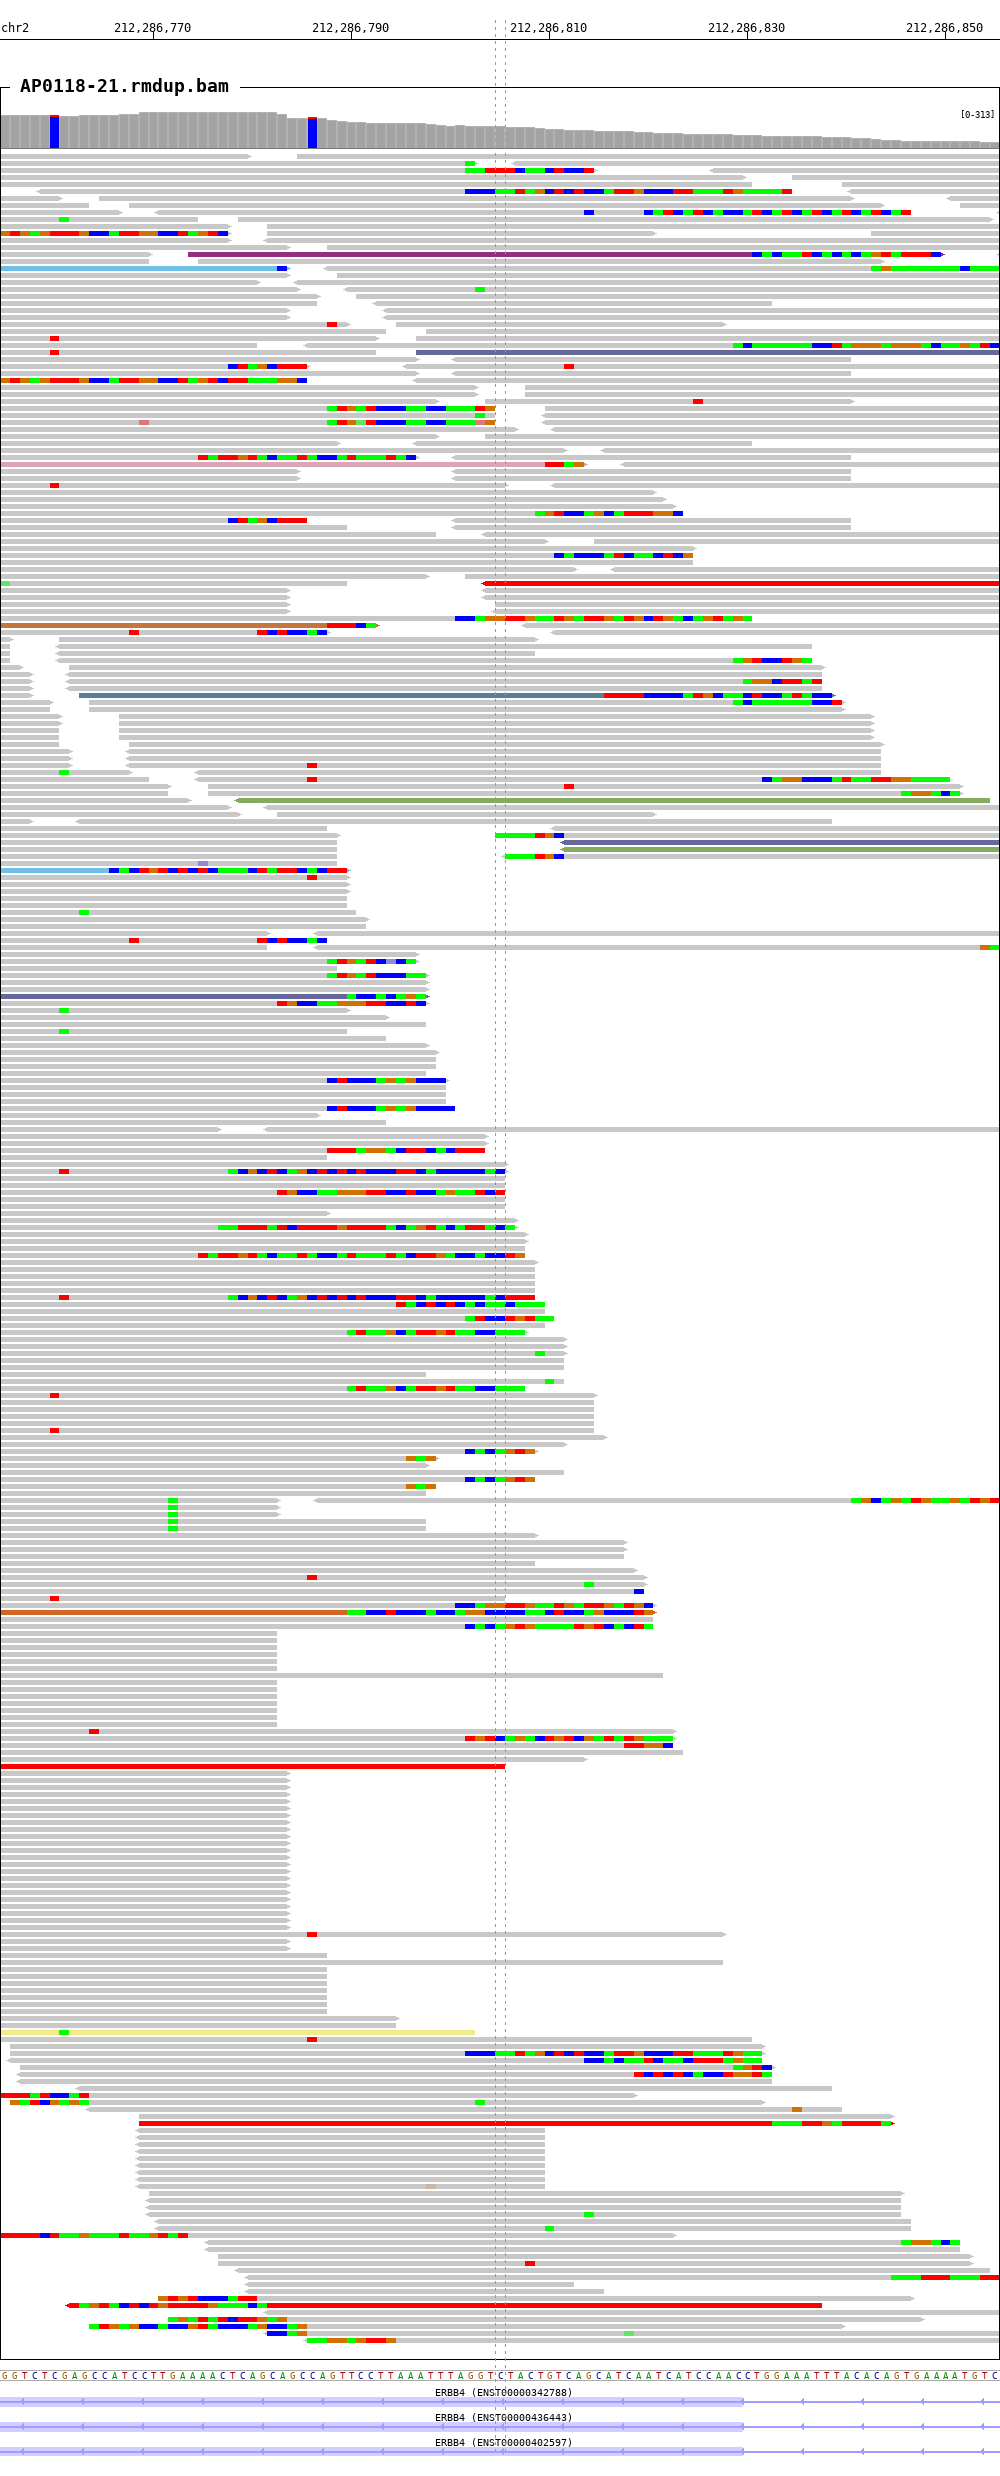 chr2 212,286,770 212,286,790 212,286,810 212,286,830 212,286,850
AP0118-21.rmdup.bam
[0-313]
GGTCTCGAGCCATCCTTGAAAACTCAGCAGCCAGTTCCTTAAATTTAGGTCTACTGTCAGCATCAATCATCCAACCTGGAAATTTACACAGTGAAAATGTC
ERBB4 (ENST00000342788)
ERBB4 (ENST00000436443)
ERBB4 (ENST00000402597)